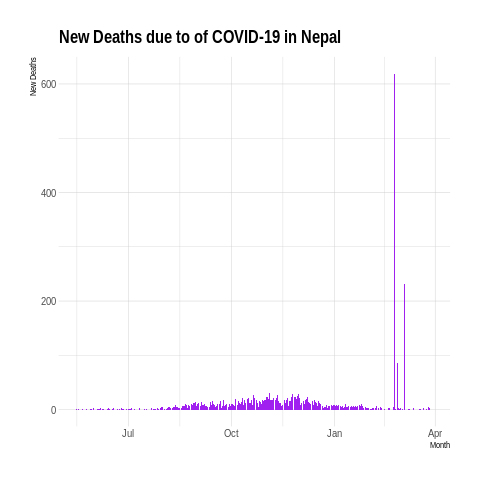 New Deaths due to of COVID-19 in Nepal
New Deaths
600
400
200
0
Jul
Oct
Jan
Apr
Month